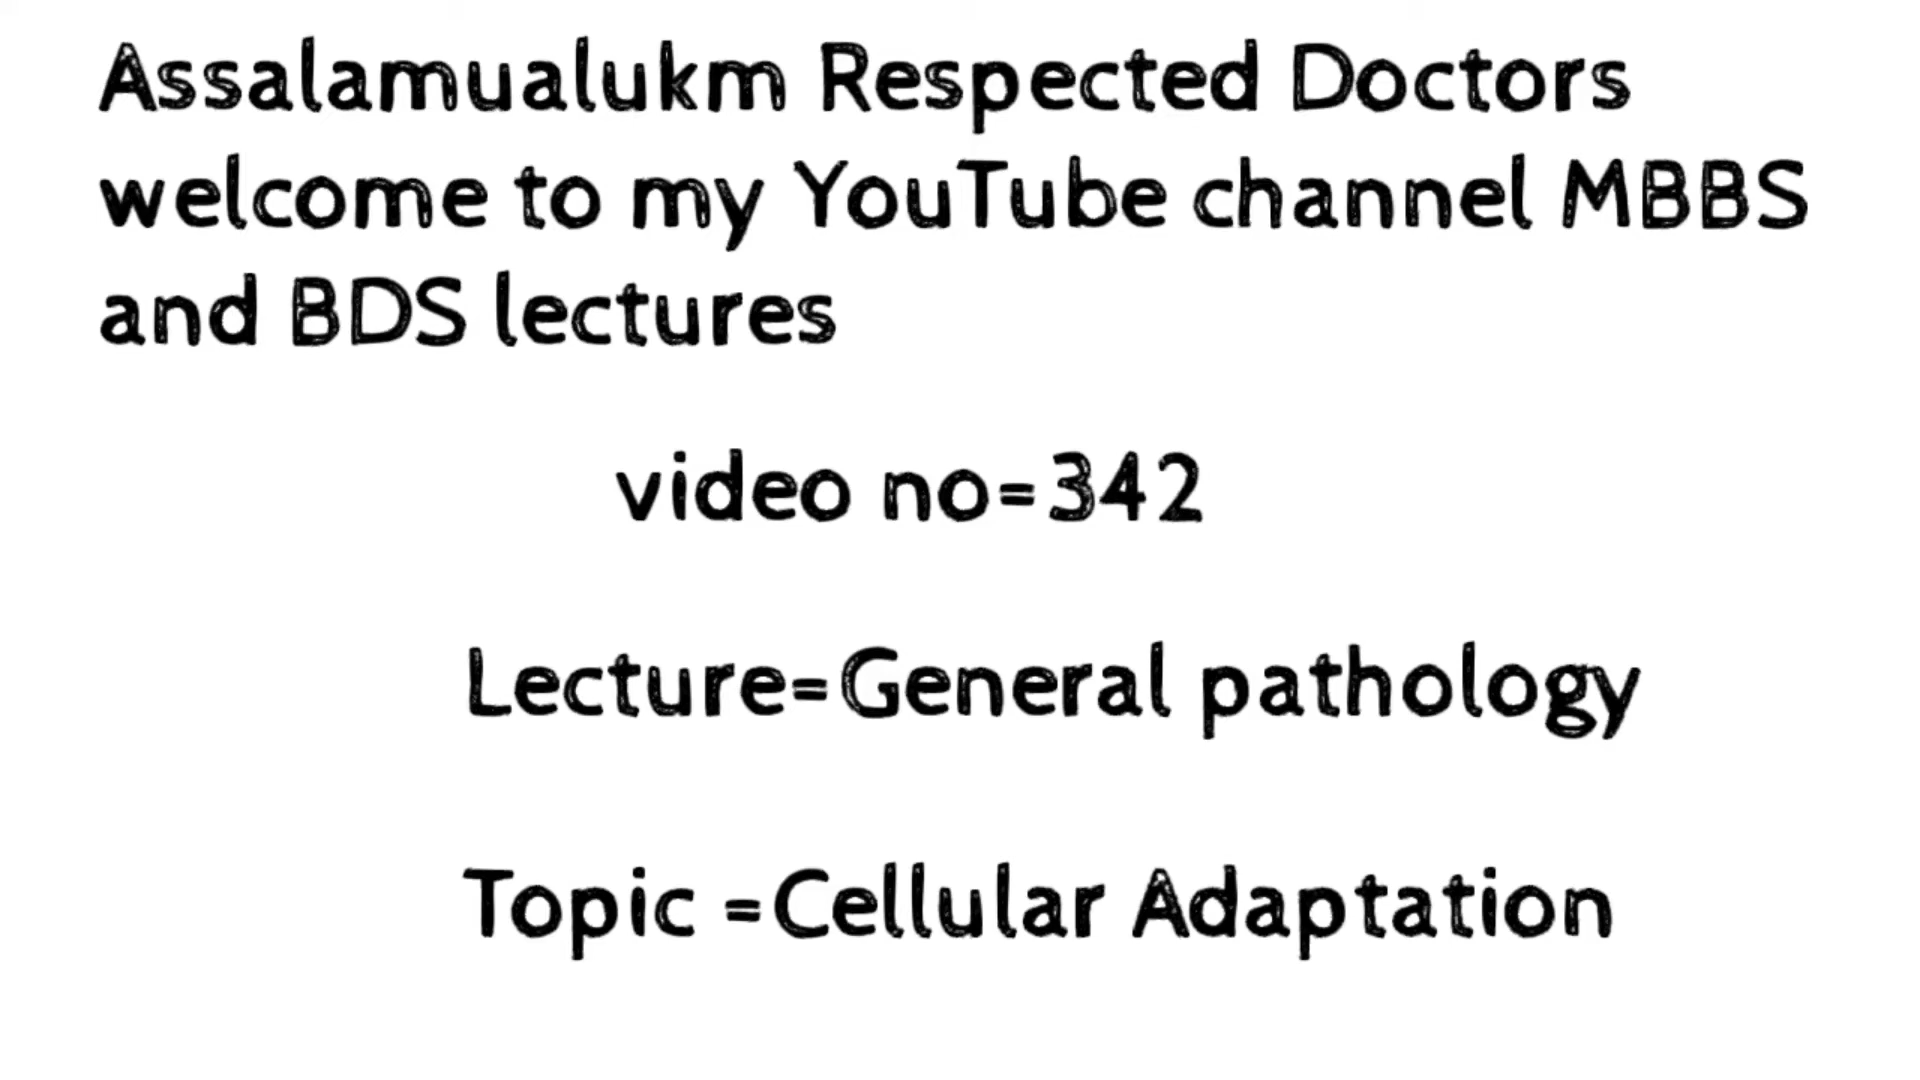 Assalamualukm Respected Doctors
welcome to my YouTube channel MBBS
and BDS lectures
video no=342
Lecture=General pathology
Topic =Cellular Adaptation